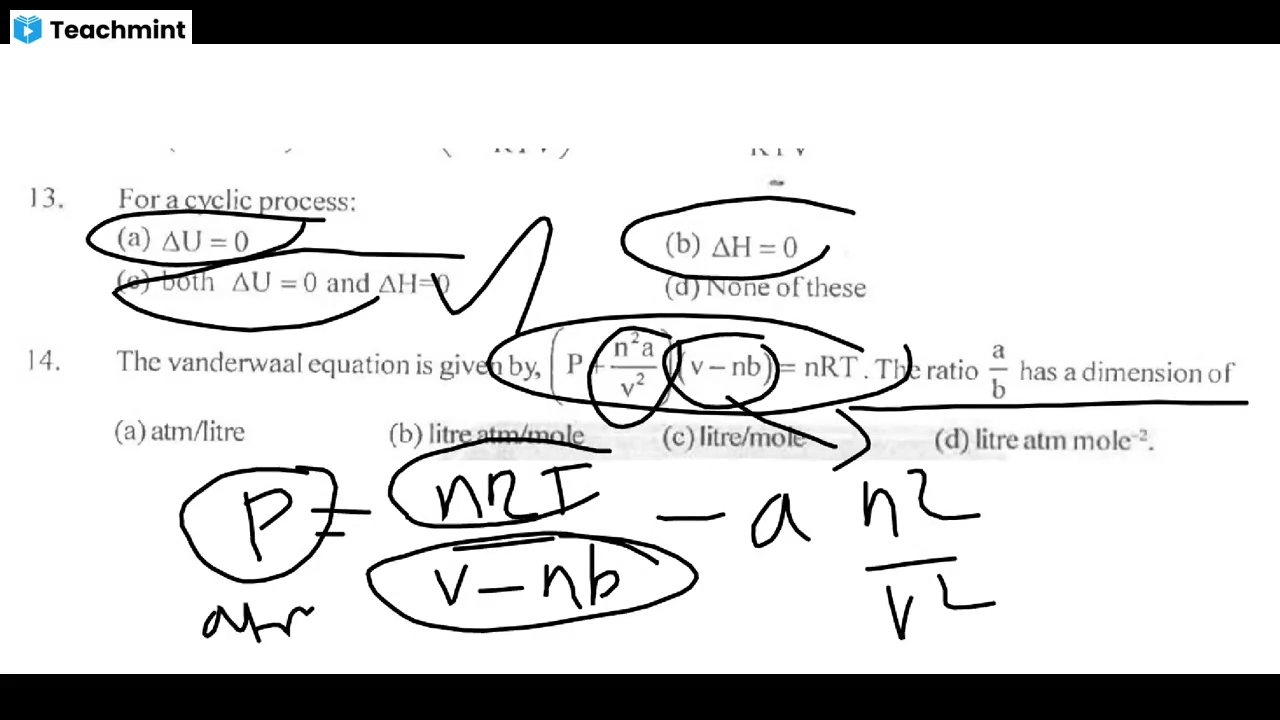 Teachmint
13. For a cyclic process:
(a) ΔU = 0 (b) ΔH = 0
(c) both ΔU = 0 and ΔH=0 (d) None of these
14. The vanderwaal equation is given by, (P + n²a/v²)(v – nb) = nRT. The ratio a/b has a dimension of
(a) atm/litre (b) litre atm/mole (c) litre/mole (d) litre atm mole⁻².
P = nRT/v – nb – a n²/v²
atm